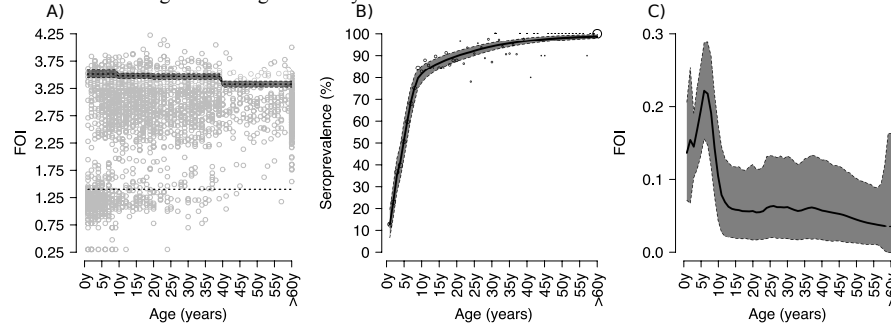 A)
B)
C)
4.25
3.75
3.25
2.75
2.25
1.75
1.25
0.75
0.25
FOI
0y
5y
10y
15y
20y
25y
30y
35y
40y
45y
50y
55y
>60y
Age (years)
100
90
80
70
60
50
40
30
20
10
0
Seroprevalence (%)
0y
5y
10y
15y
20y
25y
30y
35y
40y
45y
50y
55y
>60y
Age (years)
0.3
0.2
0.1
0.0
FOI
0y
5y
10y
15y
20y
25y
30y
35y
40y
45y
50y
55y
>60y
Age (years)